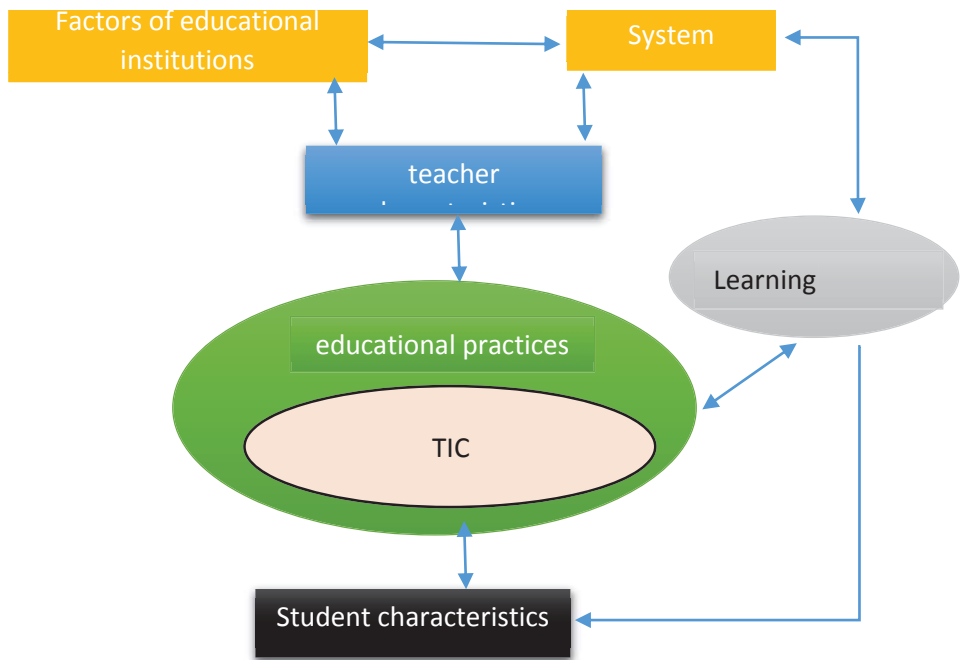 Factors of educational
institutions
System
teacher
Learning
educational practices
TIC
Student characteristics